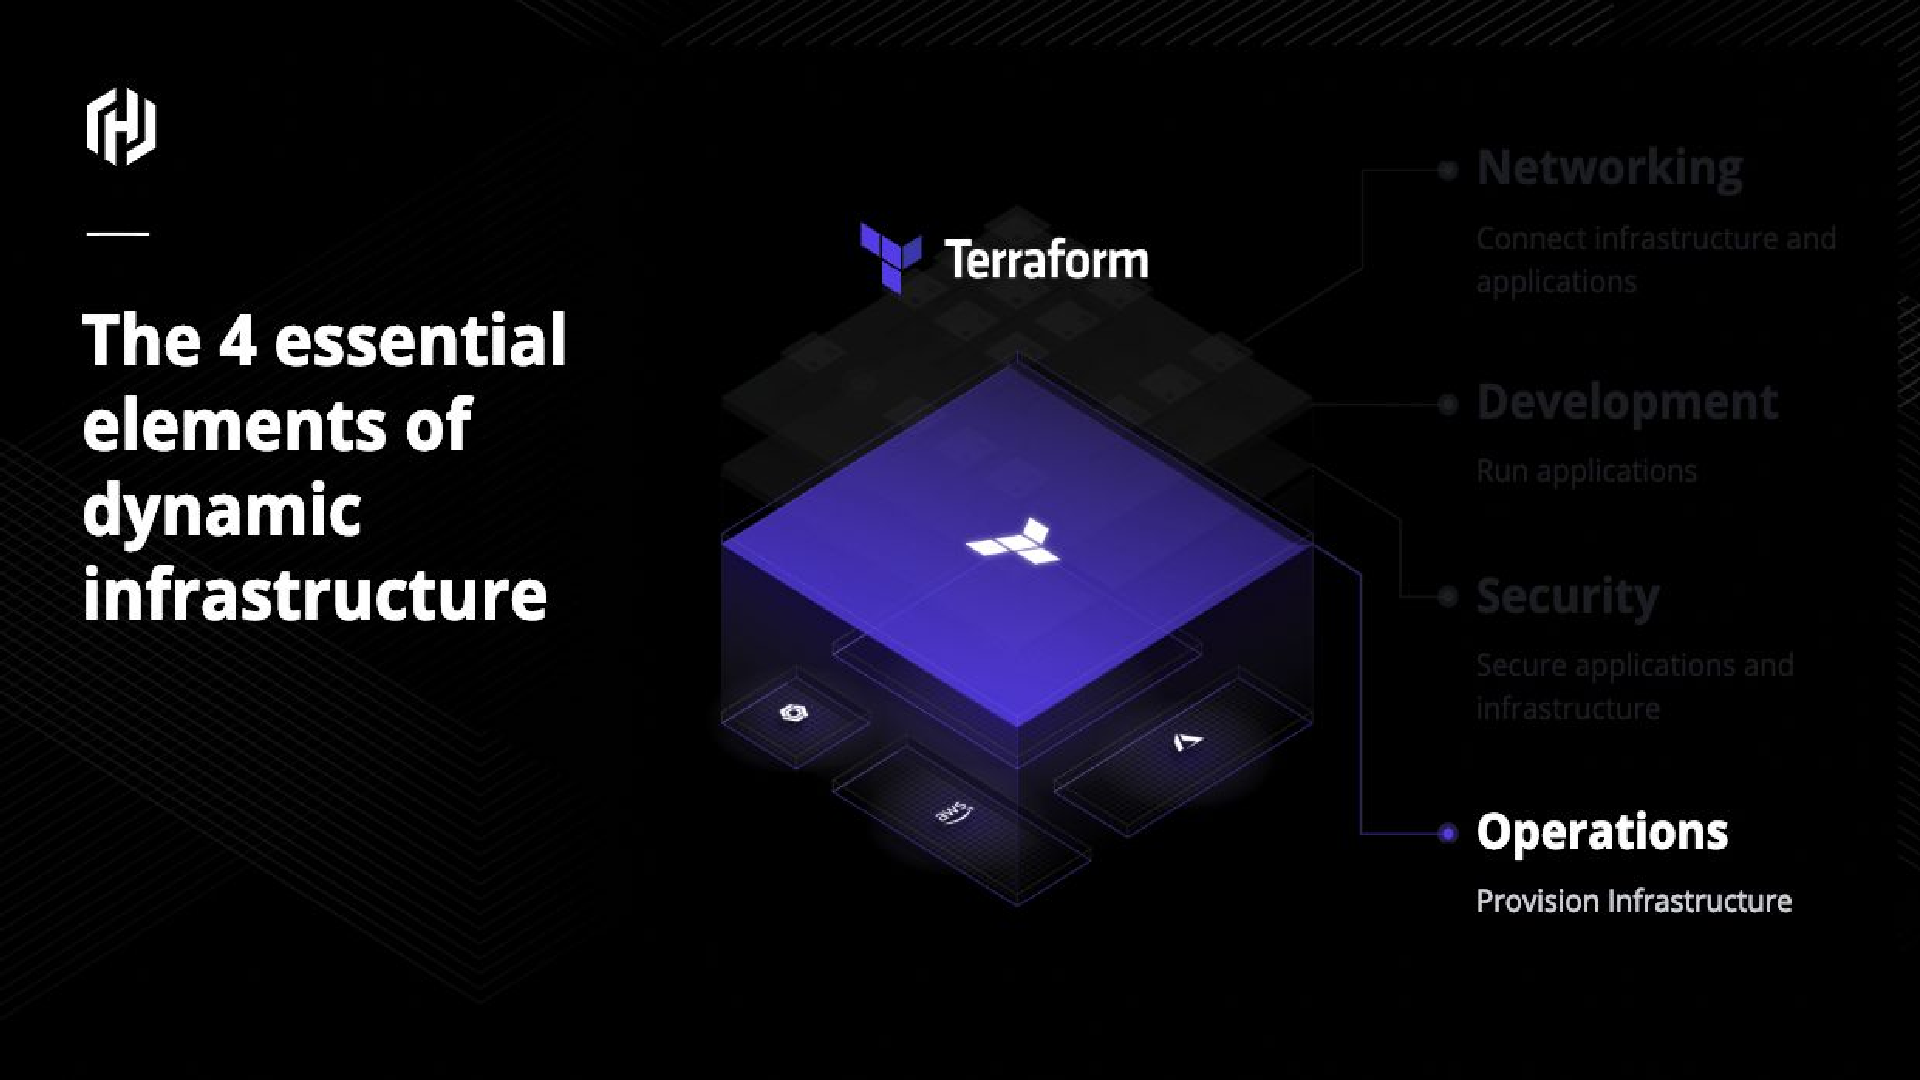 The 4 essential
elements of
dynamic
infrastructure
Terraform
aws
Networking
Connect infrastructure and
applications
Development
Run applications
Security
Secure applications and
infrastructure
Operations
Provision Infrastructure